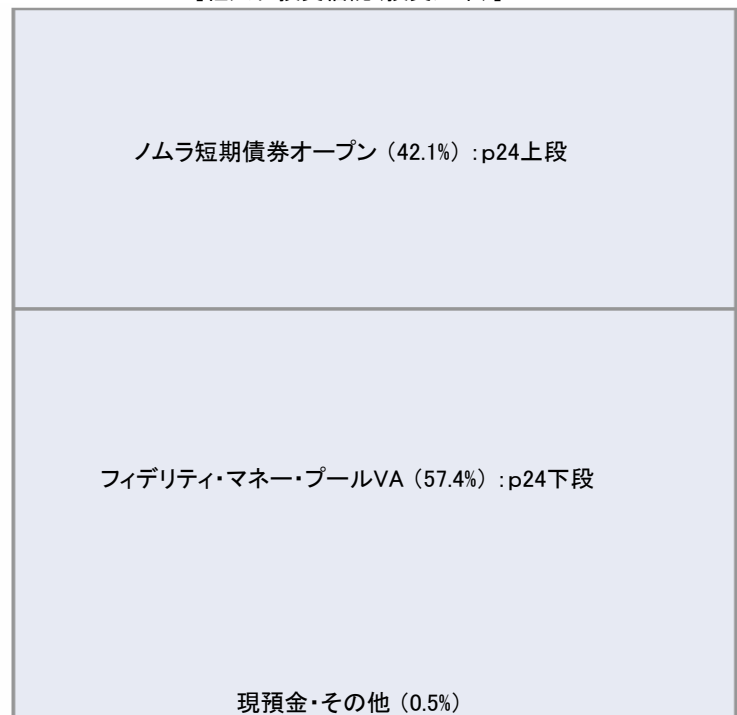 ノムラ短期債券オープン (42.1%) :p24上段
フィデリティ・マネー・プールVA (57.4%) :p24下段
現預金・その他 (0.5%)